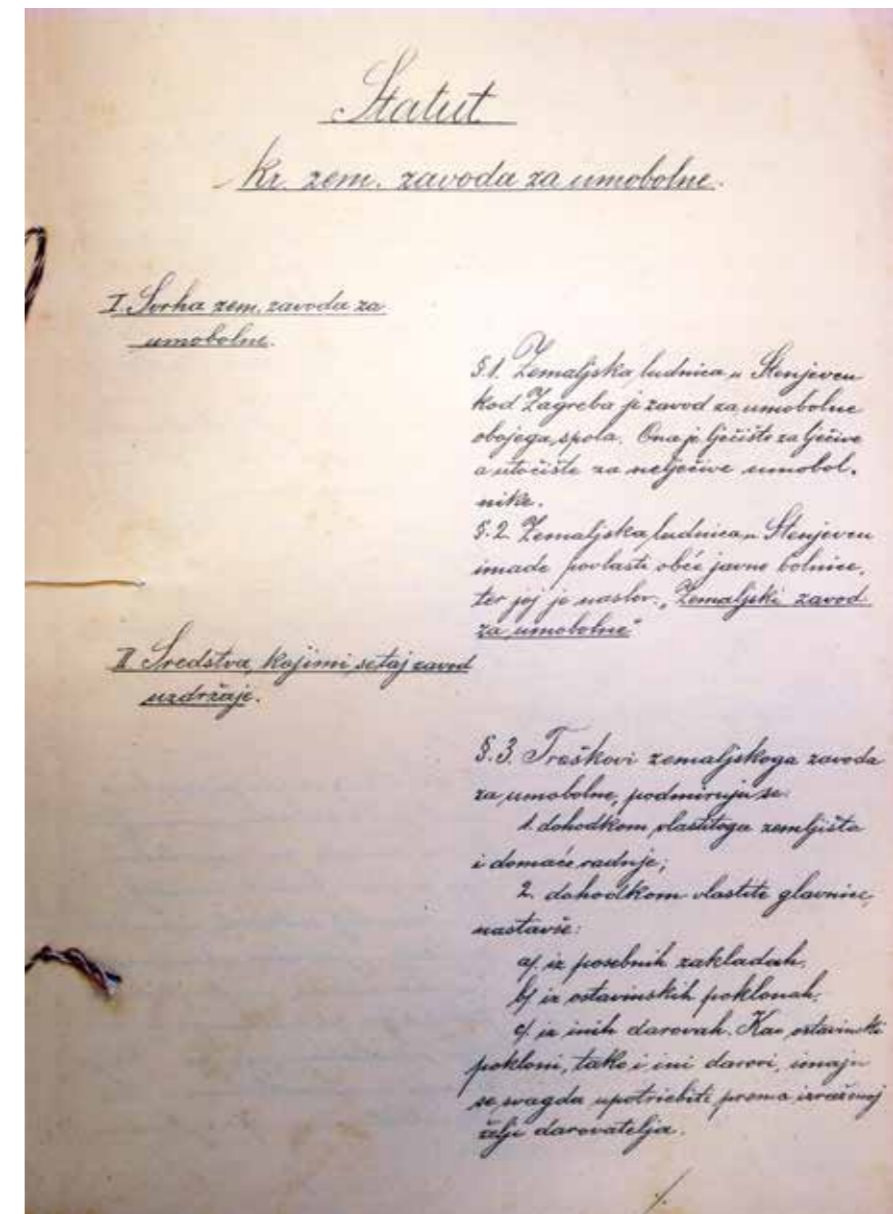 Statut
kr. zem. zavoda za umobolne.
I. Svrha zem. zavoda za
umobolne.
§.1. Zemaljska ludnica u Stenjevcu
kod Zagreba je zavod za umobolne
obojega spola. Ona je liječište za lječive
a utočište za nelječive umobol-
nike.
§.2. Zemaljska ludnica u Stenjevcu
imade povlasti obće javne bolnice,
ter joj je naslov: „Zemaljski zavod
za umobolne“
II Sredstva, kojimi se taj zavod
uzdržaje.
§.3. Troškovi zemaljskoga zavoda
za umobolne, podmiruju se:
1. dohodkom vlastitoga zemljišta
i domaće radnje;
2. dohodkom vlastite glavnice,
nastavše:
a/. iz posebnih zakladah,
b/ iz ostavinskih poklonah,
c/. iz inih darovah. Kao ostavinski
pokloni, tako i ini darovi, imaju
se svagda upotriebiti prema izraženoj
želji darovatelja.
./.